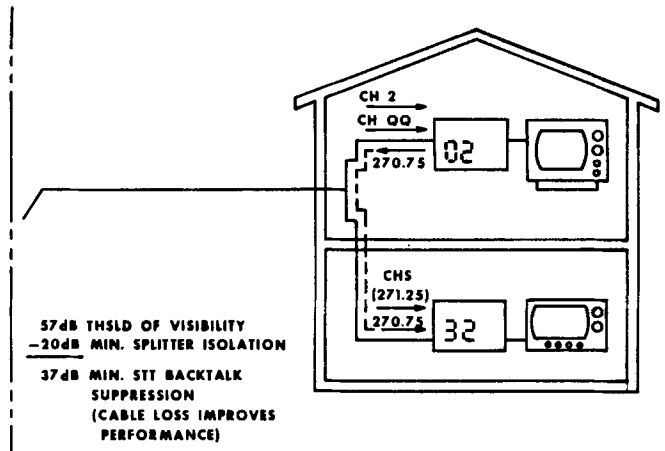 CH 2
CH QQ
270.75
02
CHS
(271.25)
270.75
32
57dB THSLD OF VISIBILITY
-20dB MIN. SPLITTER ISOLATION
37dB MIN. STT BACKTALK
SUPPRESSION
(CABLE LOSS IMPROVES
PERFORMANCE)